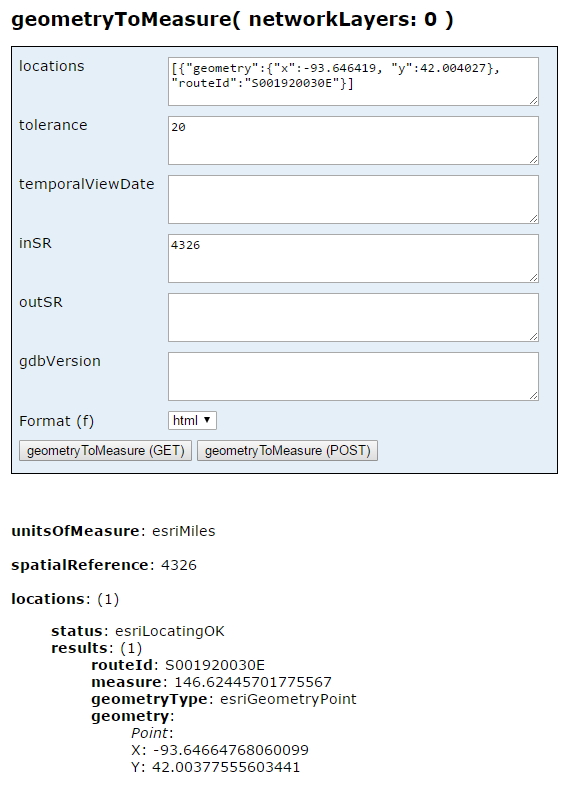 geometryToMeasure( networkLayers: 0 )
locations
[{"geometry":{"x":-93.646419, "y":42.004027},
"routeId":"S001920030E"}]
tolerance
20
temporalViewDate
inSR
4326
outSR
gdbVersion
Format (f)
html
geometryToMeasure (GET) geometryToMeasure (POST)
unitsOfMeasure: esriMiles
spatialReference: 4326
locations: (1)
status: esriLocatingOK
results: (1)
routeId: S001920030E
measure: 146.62445701775567
geometryType: esriGeometryPoint
geometry:
Point:
X: -93.64664768060099
Y: 42.00377555603441